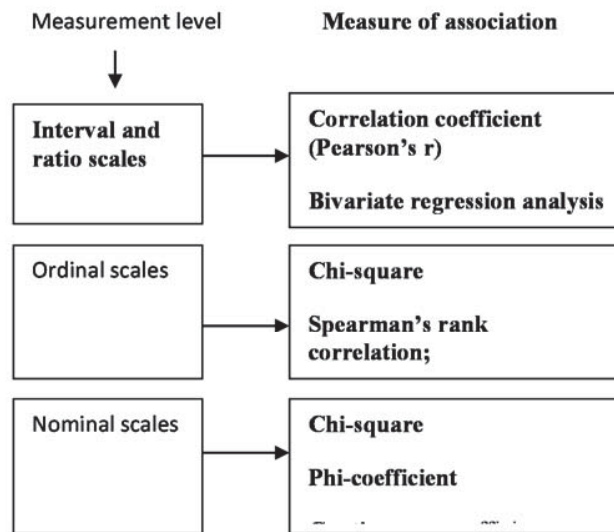 Measurement level
Measure of association
Interval and
ratio scales
Correlation coefficient
(Pearson's r)
Bivariate regression analysis
Ordinal scales
Chi-square
Spearman's rank
correlation;
Nominal scales
Chi-square
Phi-coefficient